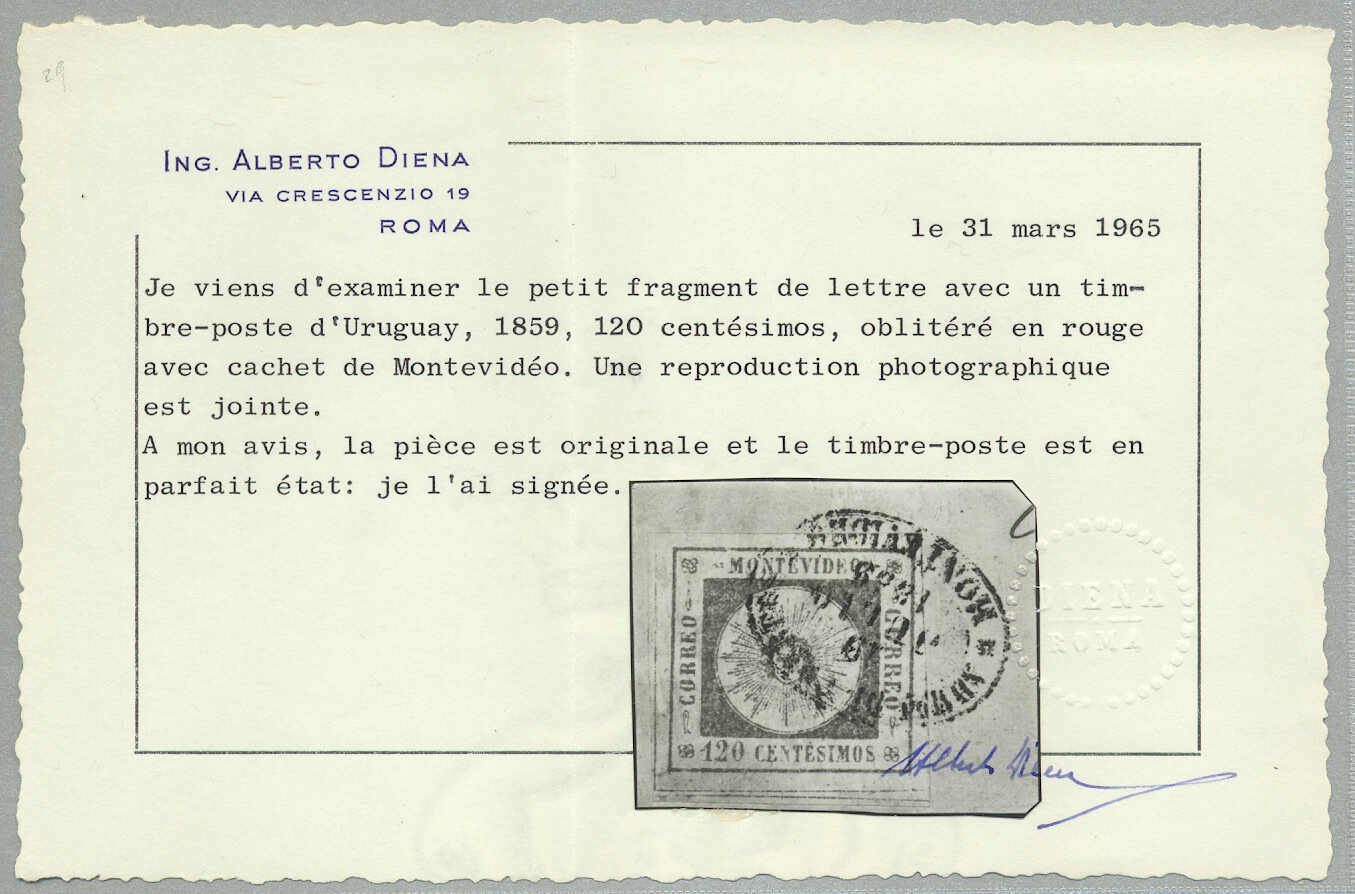 ING. ALBERTO DIENA
VIA CRESCENZIO 19
ROMA
le 31 mars 1965
Je viens d'examiner le petit fragment de lettre avec un tim-
bre-poste d'Uruguay, 1859, 120 centésimos, oblitéré en rouge
avec cachet de Montevidéo. Une reproduction photographique
est jointe.
A mon avis, la pièce est originale et le timbre-poste est en
parfait état: je l'ai signée.
MONTEVIDEO
CORREO
CORREO
120 CENTÉSIMOS
DIENA
ROMA
Alberto Diena